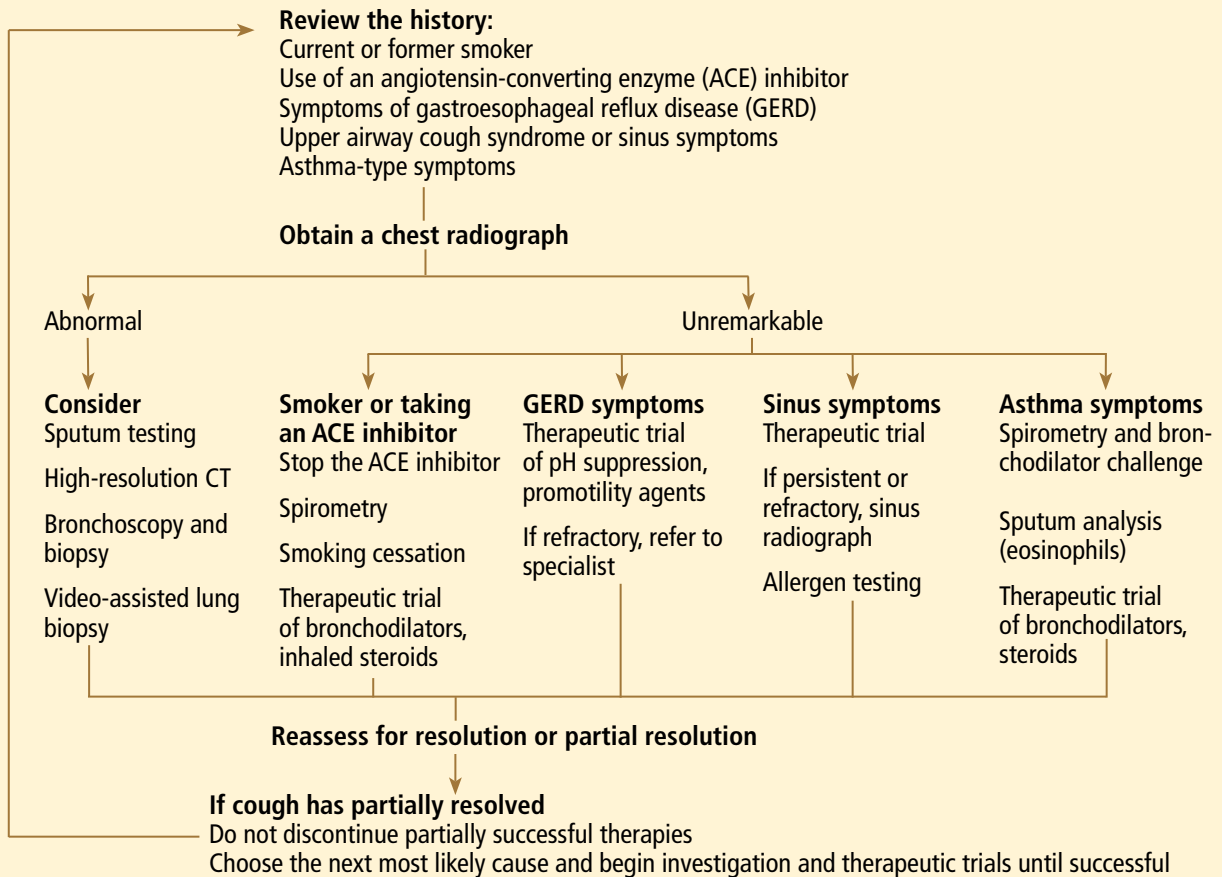 Review the history:
Current or former smoker
Use of an angiotensin-converting enzyme (ACE) inhibitor
Symptoms of gastroesophageal reflux disease (GERD)
Upper airway cough syndrome or sinus symptoms
Asthma-type symptoms
Obtain a chest radiograph
Abnormal
Unremarkable
Consider
Sputum testing
High-resolution CT
Bronchoscopy and
biopsy
Video-assisted lung
biopsy
Smoker or taking
an ACE inhibitor
Stop the ACE inhibitor
Spirometry
Smoking cessation
Therapeutic trial
of bronchodilators,
inhaled steroids
GERD symptoms
Therapeutic trial
of pH suppression,
promotility agents
If refractory, refer to
specialist
Sinus symptoms
Therapeutic trial
If persistent or
refractory, sinus
radiograph
Allergen testing
Asthma symptoms
Spirometry and bron-
chodilator challenge
Sputum analysis
(eosinophils)
Therapeutic trial
of bronchodilators,
steroids
Reassess for resolution or partial resolution
If cough has partially resolved
Do not discontinue partially successful therapies
Choose the next most likely cause and begin investigation and therapeutic trials until successful